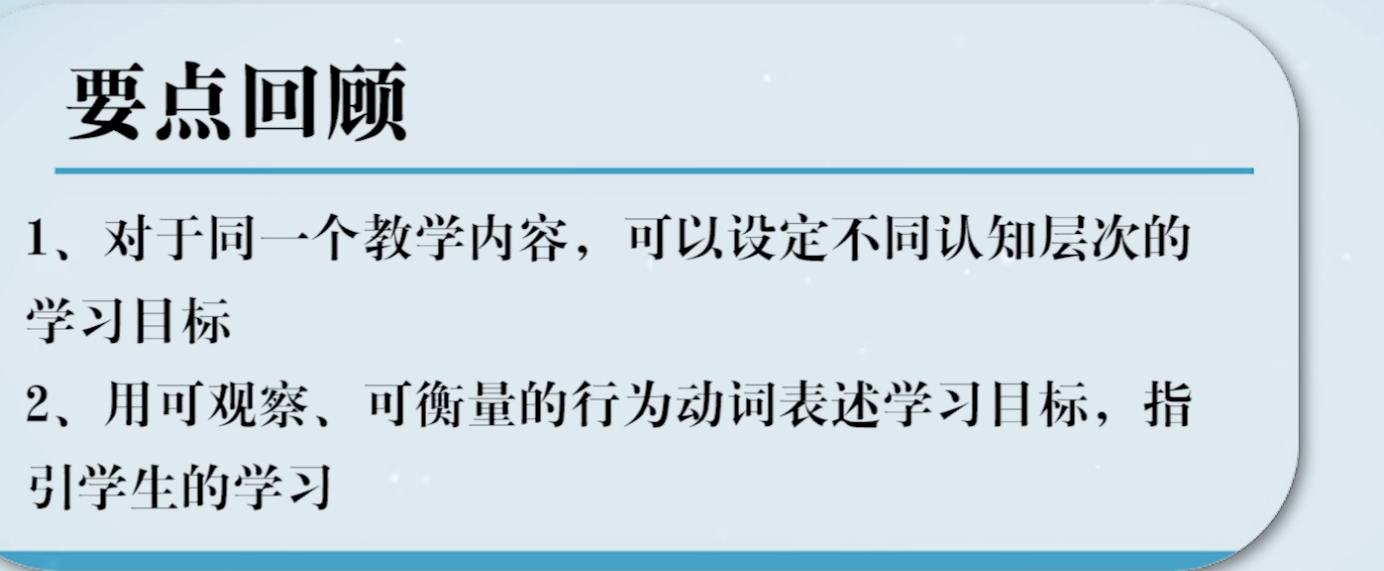 要点回顾
1、对于同一个教学内容，可以设定不同认知层次的
学习目标
2、用可观察、可衡量的行为动词表述学习目标，指
引学生的学习